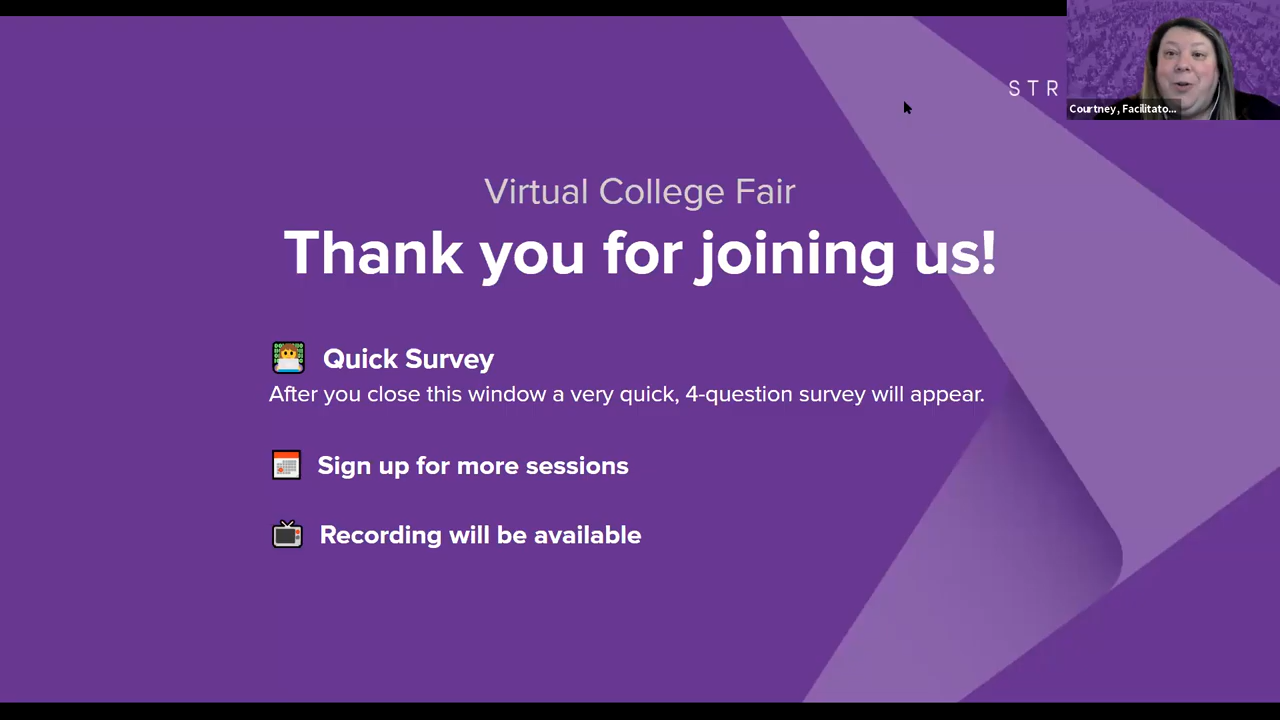 STR
Courtney, Facilitato...
Virtual College Fair
Thank you for joining us!
Quick Survey
After you close this window a very quick, 4-question survey will appear.
Sign up for more sessions
Recording will be available